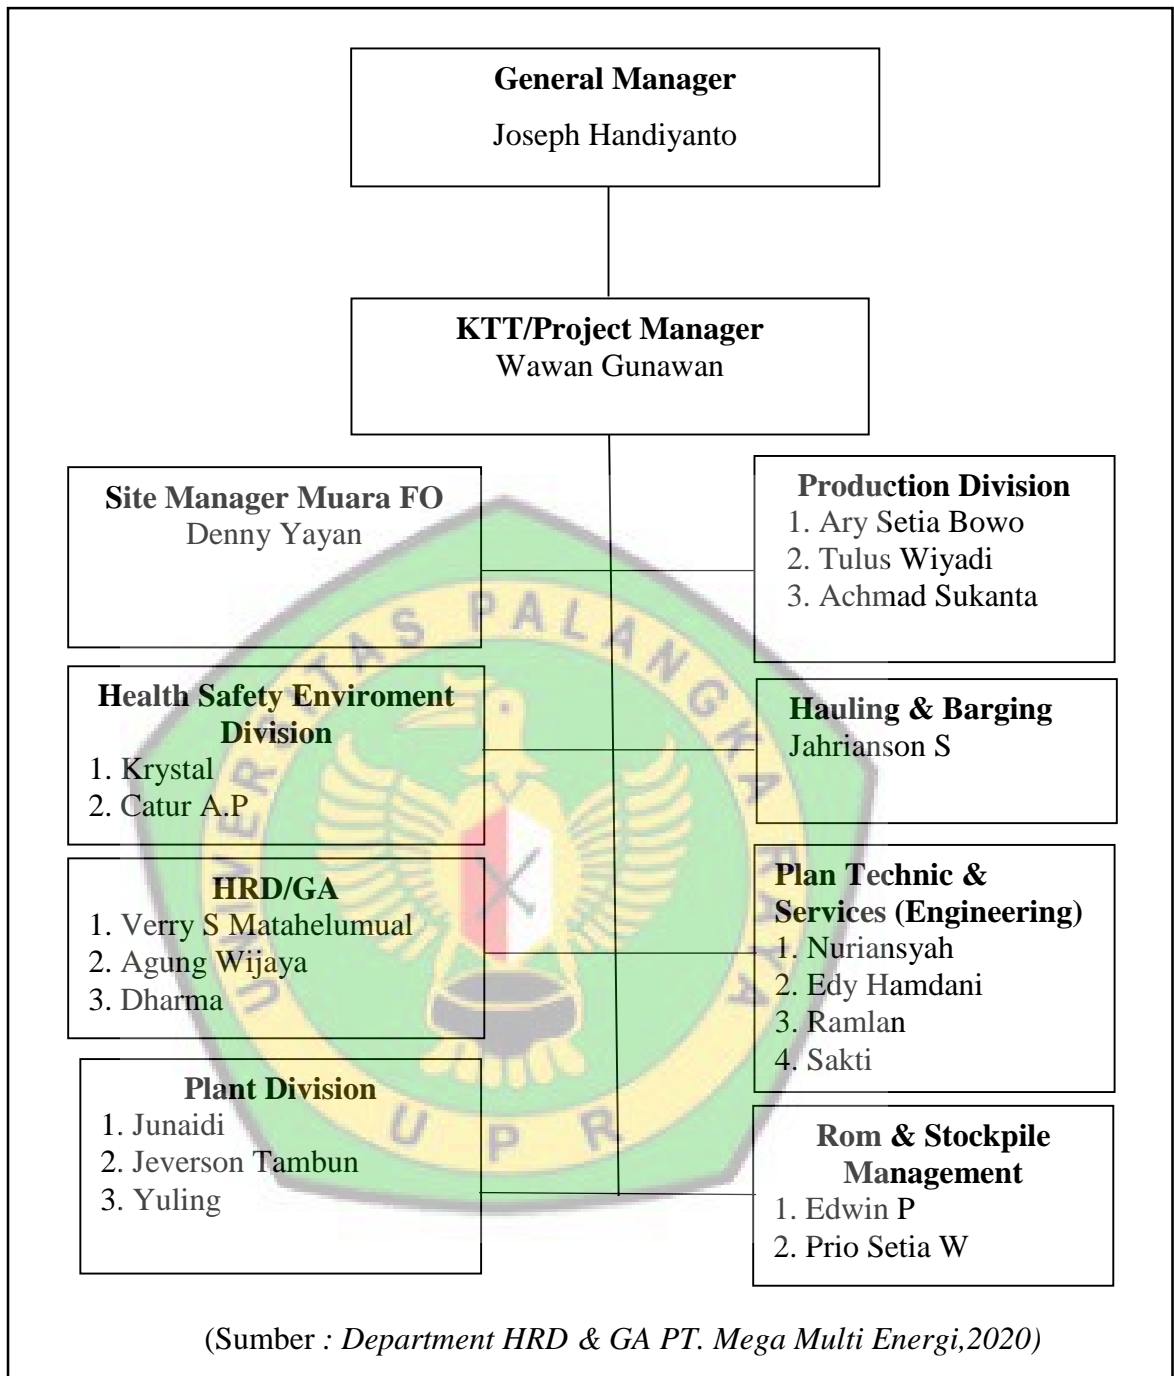 General Manager
Joseph Handiyanto
KTT/Project Manager
Wawan Gunawan
Site Manager Muara FO
Denny Yayan
Production Division
1. Ary Setia Bowo
2. Tulus Wiyadi
3. Achmad Sukanta
Health Safety Enviroment
Division
1. Krystal
2. Catur A.P
Hauling & Barging
Jahrianson S
HRD/GA
1. Verry S Matahelumual
2. Agung Wijaya
3. Dharma
Plan Technic &
Services (Engineering)
1. Nuriansyah
2. Edy Hamdani
3. Ramlan
4. Sakti
Plant Division
1. Junaidi
2. Jeverson Tambun
3. Yuling
Rom & Stockpile
Management
1. Edwin P
2. Prio Setia W
UNIVERSITAS PALANGKA RAYA
UPR
(Sumber : Department HRD & GA PT. Mega Multi Energi,2020)